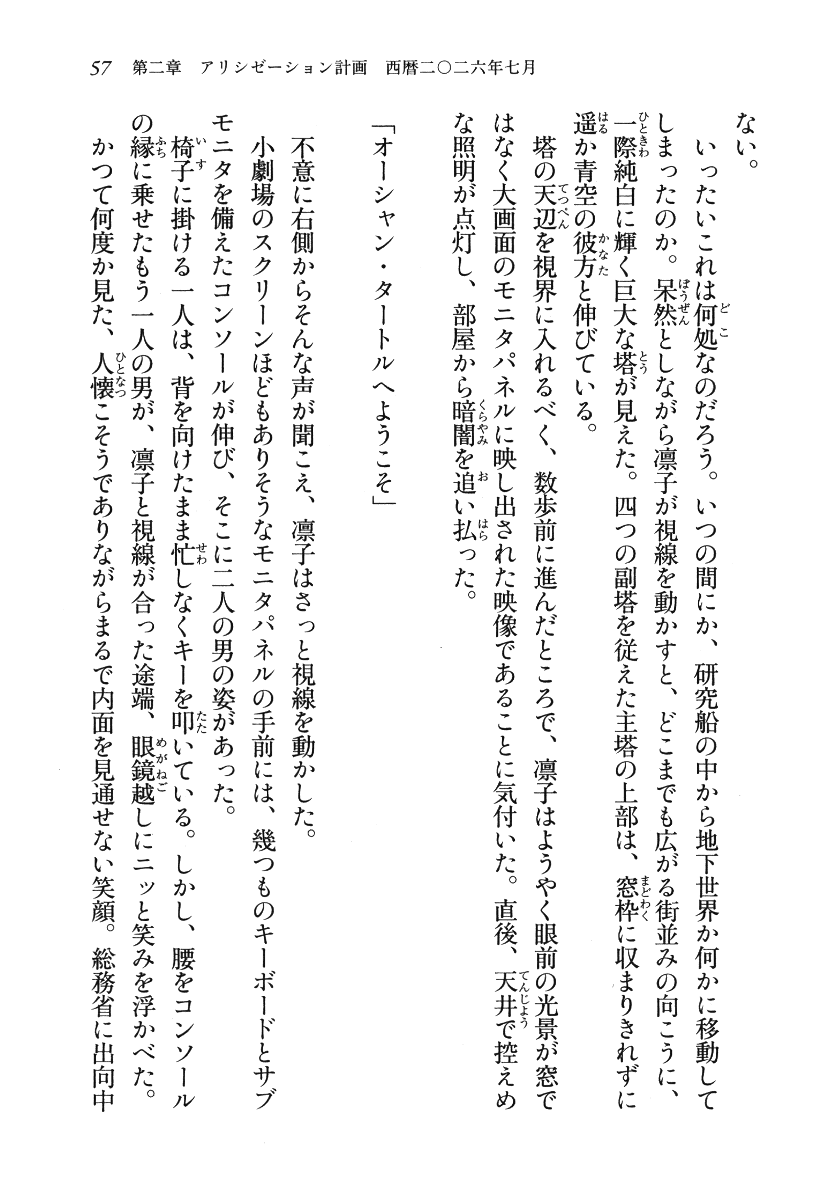 57　第二章　アリシゼーション計画　西暦二〇二六年七月
ない。
　いったいこれは何処なのだろう。いつの間にか、研究船の中から地下世界か何かに移動して
しまったのか。呆然としながら凛子が視線を動かすと、どこまでも広がる街並みの向こうに、
一際純白に輝く巨大な塔が見えた。四つの副塔を従えた主塔の上部は、窓枠に収まりきれずに
遥か青空の彼方へと伸びている。
　塔の天辺を視界に入れるべく、数歩前に進んだところで、凛子はようやく眼前の光景が窓で
はなく大画面のモニタパネルに映し出された映像であることに気付いた。直後、天井で控えめ
な照明が点灯し、部屋から暗闇を追い払った。
「オーシャン・タートルへようこそ」
　不意に右側からそんな声が聞こえ、凛子はさっと視線を動かした。
　小劇場のスクリーンほどもありそうなモニタパネルの手前には、幾つものキーボードとサブ
モニタを備えたコンソールが伸び、そこに二人の男の姿があった。
　椅子に掛ける一人は、背を向けたまま忙しなくキーを叩いている。しかし、腰をコンソール
の縁に乗せたもう一人の男が、凛子と視線が合った途端、眼鏡越しにニッと笑みを浮かべた。
　かつて何度か見た、人懐こそうでありながらまるで内面を見通せない笑顔。総務省に出向中